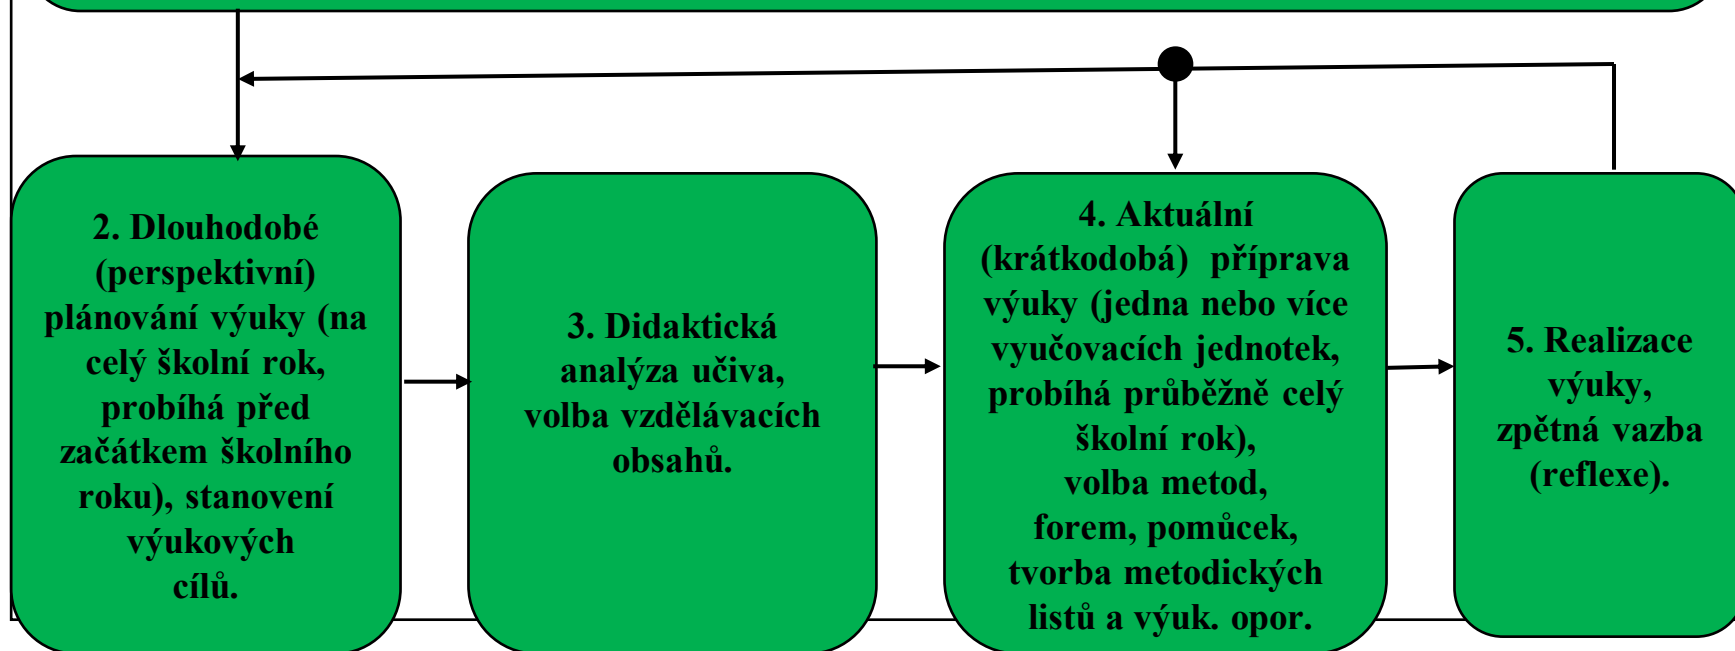 2. Dlouhodobé
(perspektivní)
plánování výuky (na
celý školní rok,
probíhá před
začátkem školního
roku), stanovení
výukových
cílů.
3. Didaktická
analýza učiva,
volba vzdělávacích
obsahů.
4. Aktuální
(krátkodobá) příprava
výuky (jedna nebo více
vyučovacích jednotek,
probíhá průběžně celý
školní rok),
volba metod,
forem, pomůcek,
tvorba metodických
listů a výuk. opor.
5. Realizace
výuky,
zpětná vazba
(reflexe).